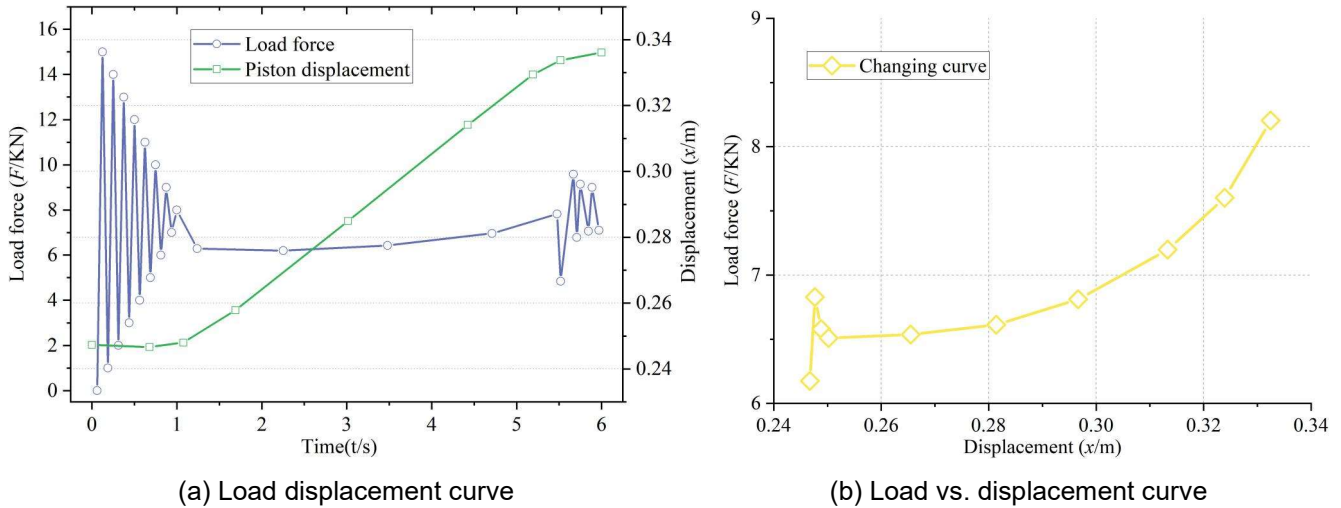 16
14
12
10
8
6
4
2
0
Load force (F/KN)
Load force
Piston displacement
0.34
0.32
0.30
0.28
0.26
0.24
Displacement (x/m)
0 1 2 3 4 5 6
Time(t/s)
(a) Load displacement curve
9
8
7
6
Load force (F/KN)
Changing curve
0.24 0.26 0.28 0.30 0.32 0.34
Displacement (x/m)
(b) Load vs. displacement curve